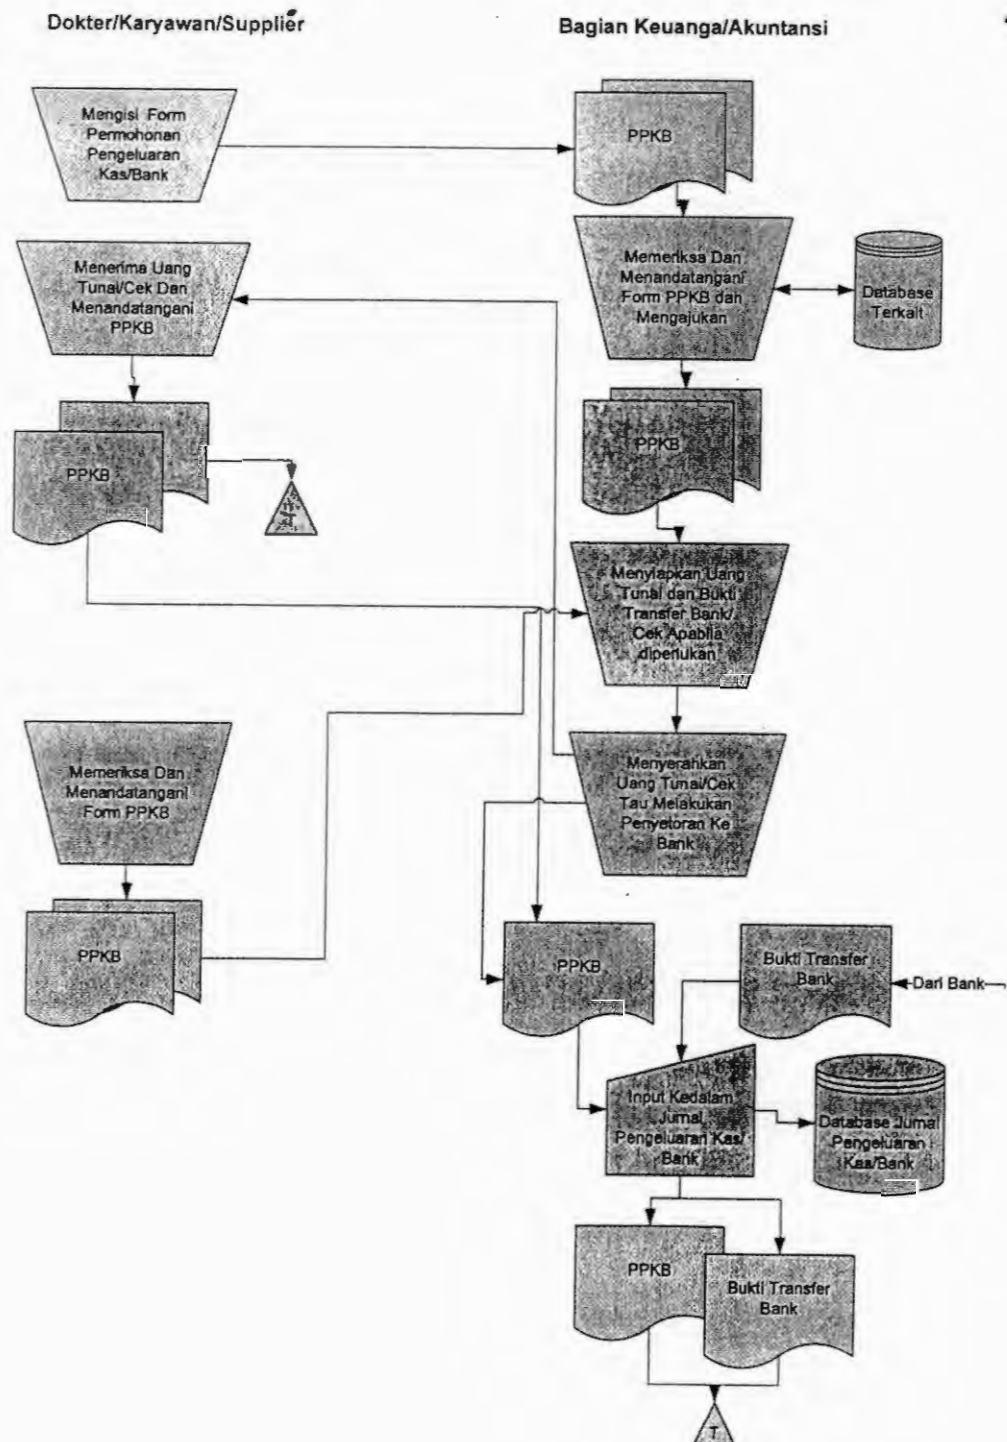 Dokter/Karyawan/Supplier
Bagian Keuanga/Akuntansi
Mengisi Form
Permohonan
Pengeluaran
Kas/Bank
PPKB
Menerima Uang
Tunai/Cek Dan
Menandatangani
PPKB
Memeriksa Dan
Menandatangani
Form PPKB dan
Mengajukan
Database
Terkait
PPKB
T
PPKB
Menyiapkan Uang
Tunai dan Bukti
Transfer Bank/
Cek Apabila
diperlukan
Memeriksa Dan
Menandatangani
Form PPKB
Menyerahkan
Uang Tunai/Cek
Tau Melakukan
Penyetoran Ke
Bank
PPKB
PPKB
Bukti Transfer
Bank
Dari Bank
Input Kedalam
Jurnal
Pengeluaran Kas/
Bank
Database Jurnal
Pengeluaran
Kas/Bank
PPKB
Bukti Transfer
Bank
T